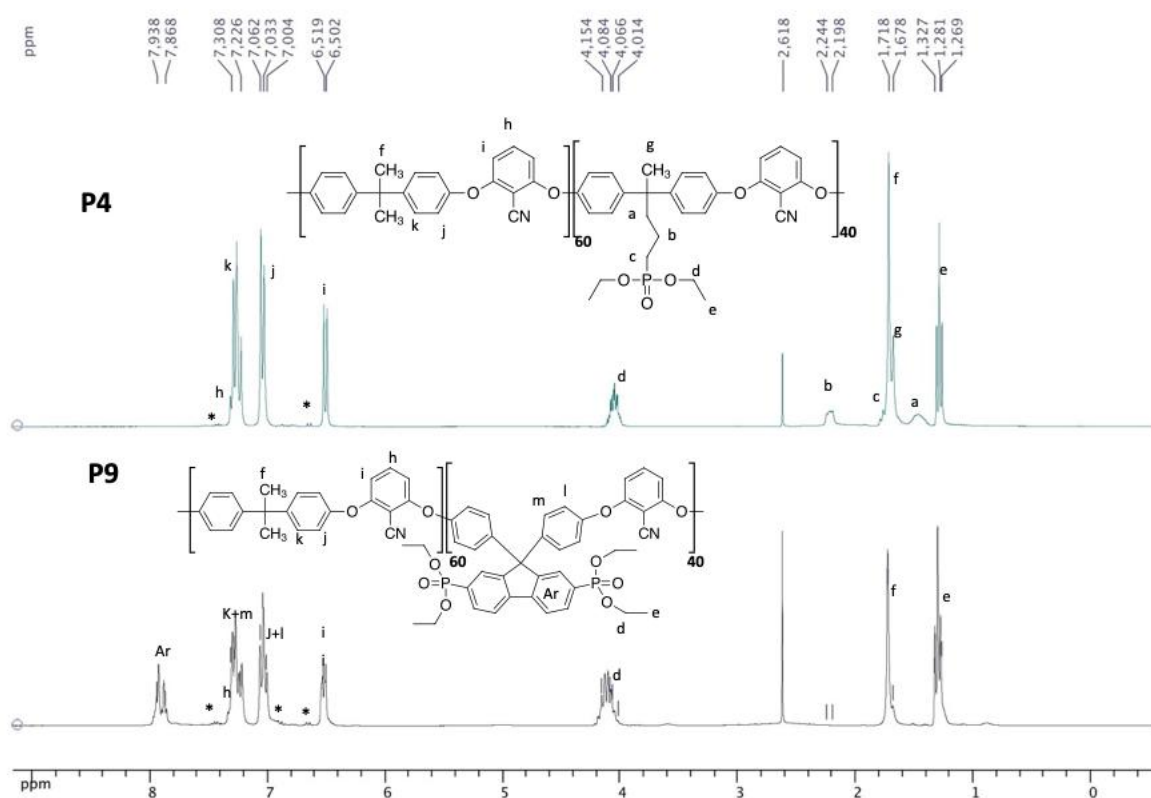 ppm
7,938
7,868
7,308
7,226
7,062
7,033
7,004
6,519
6,502
4,154
4,084
4,066
4,014
2,618
2,244
2,198
1,718
1,678
1,327
1,281
1,269
P4
h
i
f
CH₃
CH₃
k
j
O
CN
O
60
g
CH₃
a
b
c
O
P
O
O
d
e
O
CN
O
40
k
j
i
h
*
*
d
b
c
a
f
g
e
P9
f
CH₃
CH₃
k
j
i
h
O
CN
O
60
m
l
O
CN
O
40
O
O=P
O
Ar
O
P=O
O
e
d
Ar
K+m
h
J+l
i
i
*
*
*
d
f
e
ppm
8
7
6
5
4
3
2
1
0